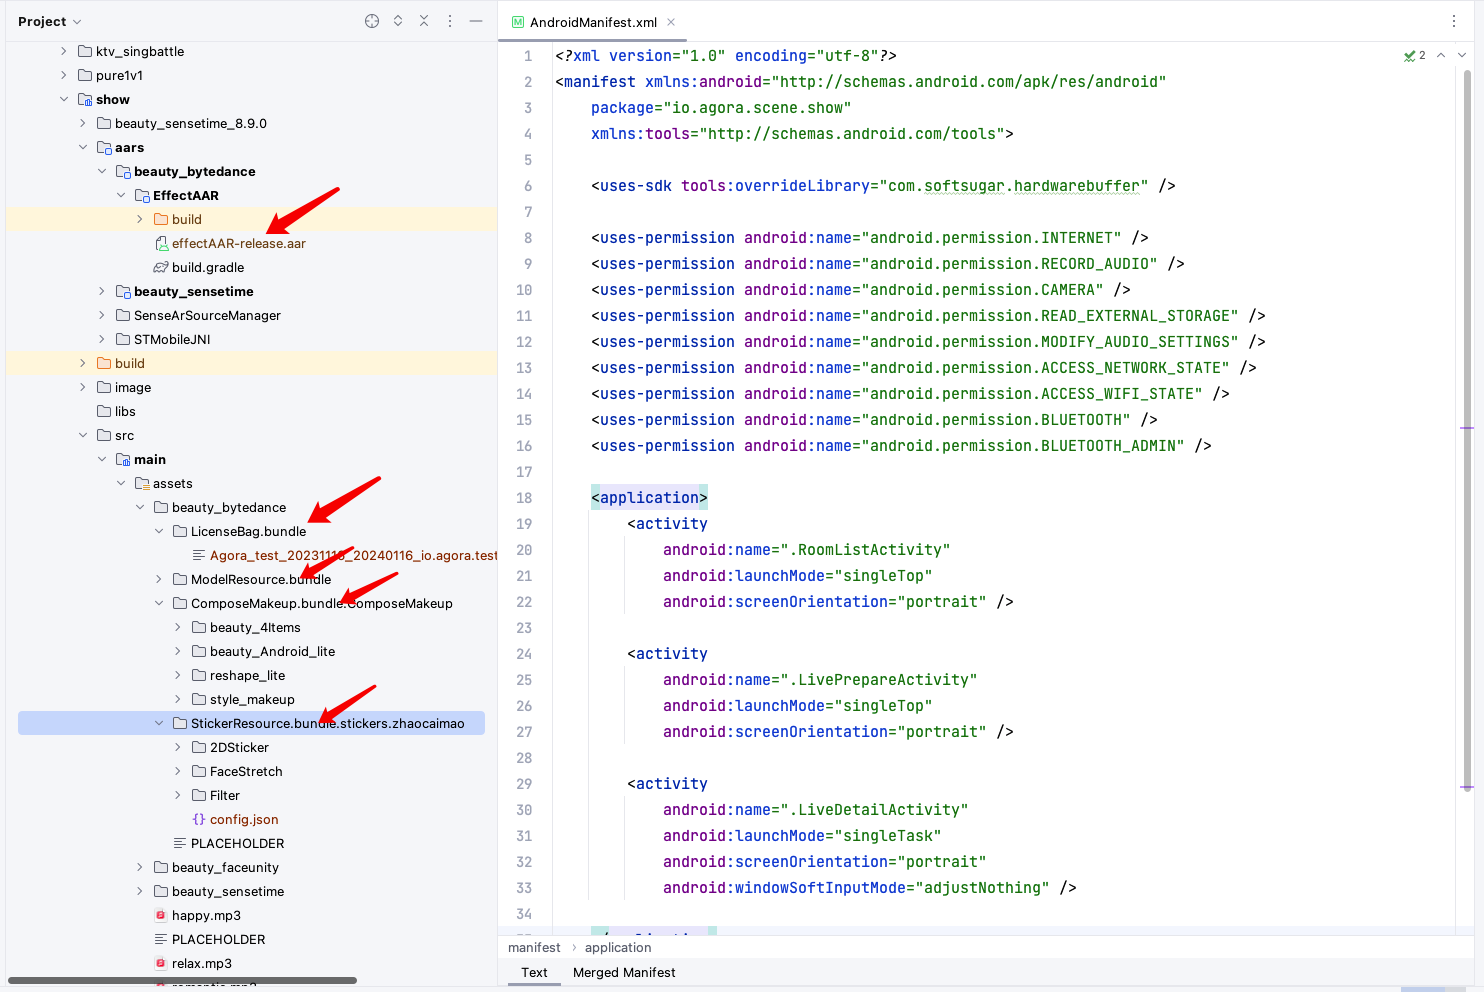 Project
ktv_singbattle
pure1v1
show
beauty_sensetime_8.9.0
aars
beauty_bytedance
EffectAAR
build
effectAAR-release.aar
build.gradle
beauty_sensetime
SenseArSourceManager
STMobileJNI
build
image
libs
src
main
assets
beauty_bytedance
LicenseBag.bundle
Agora_test_20231116_20240116_io.agora.test
ModelResource.bundle
ComposeMakeup.bundle.ComposeMakeup
beauty_4Items
beauty_Android_lite
reshape_lite
style_makeup
StickerResource.bundle.stickers.zhaocaimao
2DSticker
FaceStretch
Filter
{} config.json
PLACEHOLDER
beauty_faceunity
beauty_sensetime
happy.mp3
PLACEHOLDER
relax.mp3
romantic.mp3
M AndroidManifest.xml
2
1 <?xml version="1.0" encoding="utf-8"?>
2 <manifest xmlns:android="http://schemas.android.com/apk/res/android"
3 package="io.agora.scene.show"
4 xmlns:tools="http://schemas.android.com/tools">
5
6 <uses-sdk tools:overrideLibrary="com.softsugar.hardwarebuffer" />
7
8 <uses-permission android:name="android.permission.INTERNET" />
9 <uses-permission android:name="android.permission.RECORD_AUDIO" />
10 <uses-permission android:name="android.permission.CAMERA" />
11 <uses-permission android:name="android.permission.READ_EXTERNAL_STORAGE" />
12 <uses-permission android:name="android.permission.MODIFY_AUDIO_SETTINGS" />
13 <uses-permission android:name="android.permission.ACCESS_NETWORK_STATE" />
14 <uses-permission android:name="android.permission.ACCESS_WIFI_STATE" />
15 <uses-permission android:name="android.permission.BLUETOOTH" />
16 <uses-permission android:name="android.permission.BLUETOOTH_ADMIN" />
17
18 <application>
19 <activity
20 android:name=".RoomListActivity"
21 android:launchMode="singleTop"
22 android:screenOrientation="portrait" />
23
24 <activity
25 android:name=".LivePrepareActivity"
26 android:launchMode="singleTop"
27 android:screenOrientation="portrait" />
28
29 <activity
30 android:name=".LiveDetailActivity"
31 android:launchMode="singleTask"
32 android:screenOrientation="portrait"
33 android:windowSoftInputMode="adjustNothing" />
34
manifest > application
Text Merged Manifest